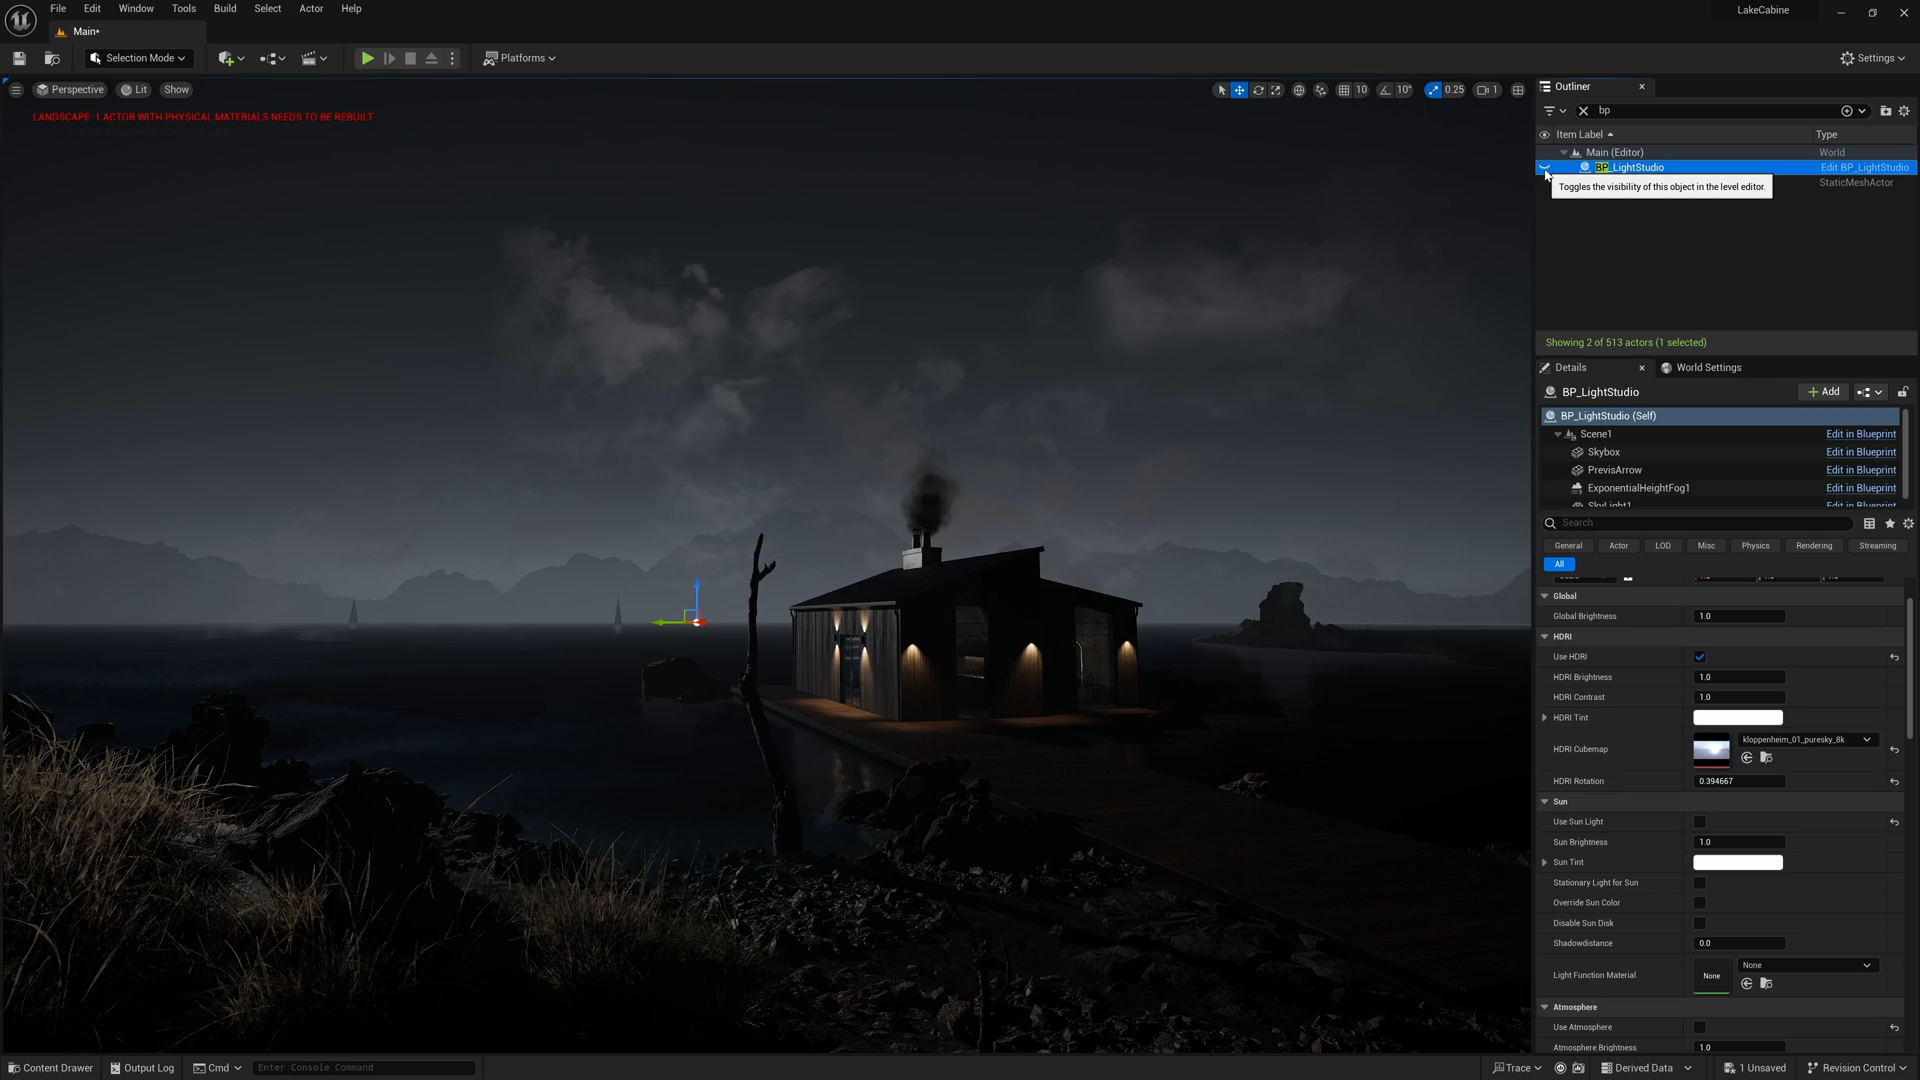 File Edit Window Tools Build Select Actor Help
LakeCabine
Main*
Selection Mode
Platforms
Settings
Perspective Lit Show
10 10° 0.25 1
LANDSCAPE: 1 ACTOR WITH PHYSICAL MATERIALS NEEDS TO BE REBUILT
Outliner
bp
Item Label Type
Main (Editor) World
BP_LightStudio Edit BP_LightStudio
Toggles the visibility of this object in the level editor.
StaticMeshActor
Showing 2 of 513 actors (1 selected)
Details World Settings
BP_LightStudio Add
BP_LightStudio (Self)
Scene1 Edit in Blueprint
Skybox Edit in Blueprint
PrevisArrow Edit in Blueprint
ExponentialHeightFog1 Edit in Blueprint
SkyLight1 Edit in Blueprint
Search
General Actor LOD Misc Physics Rendering Streaming
All
Global
Global Brightness 1.0
HDRI
Use HDRI
HDRI Brightness 1.0
HDRI Contrast 1.0
HDRI Tint
HDRI Cubemap kloppenheim_01_puresky_8k
HDRI Rotation 0.394667
Sun
Use Sun Light
Sun Brightness 1.0
Sun Tint
Stationary Light for Sun
Override Sun Color
Disable Sun Disk
Shadowdistance 0.0
Light Function Material None None
Atmosphere
Use Atmosphere
Atmosphere Brightness 1.0
Content Drawer Output Log Cmd Enter Console Command
Trace Derived Data 1 Unsaved Revision Control